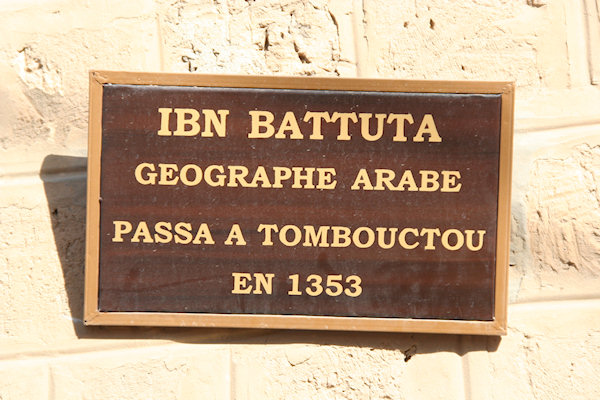 IBN BATTUTA
GEOGRAPHE ARABE
PASSA A TOMBOUCTOU
EN 1353